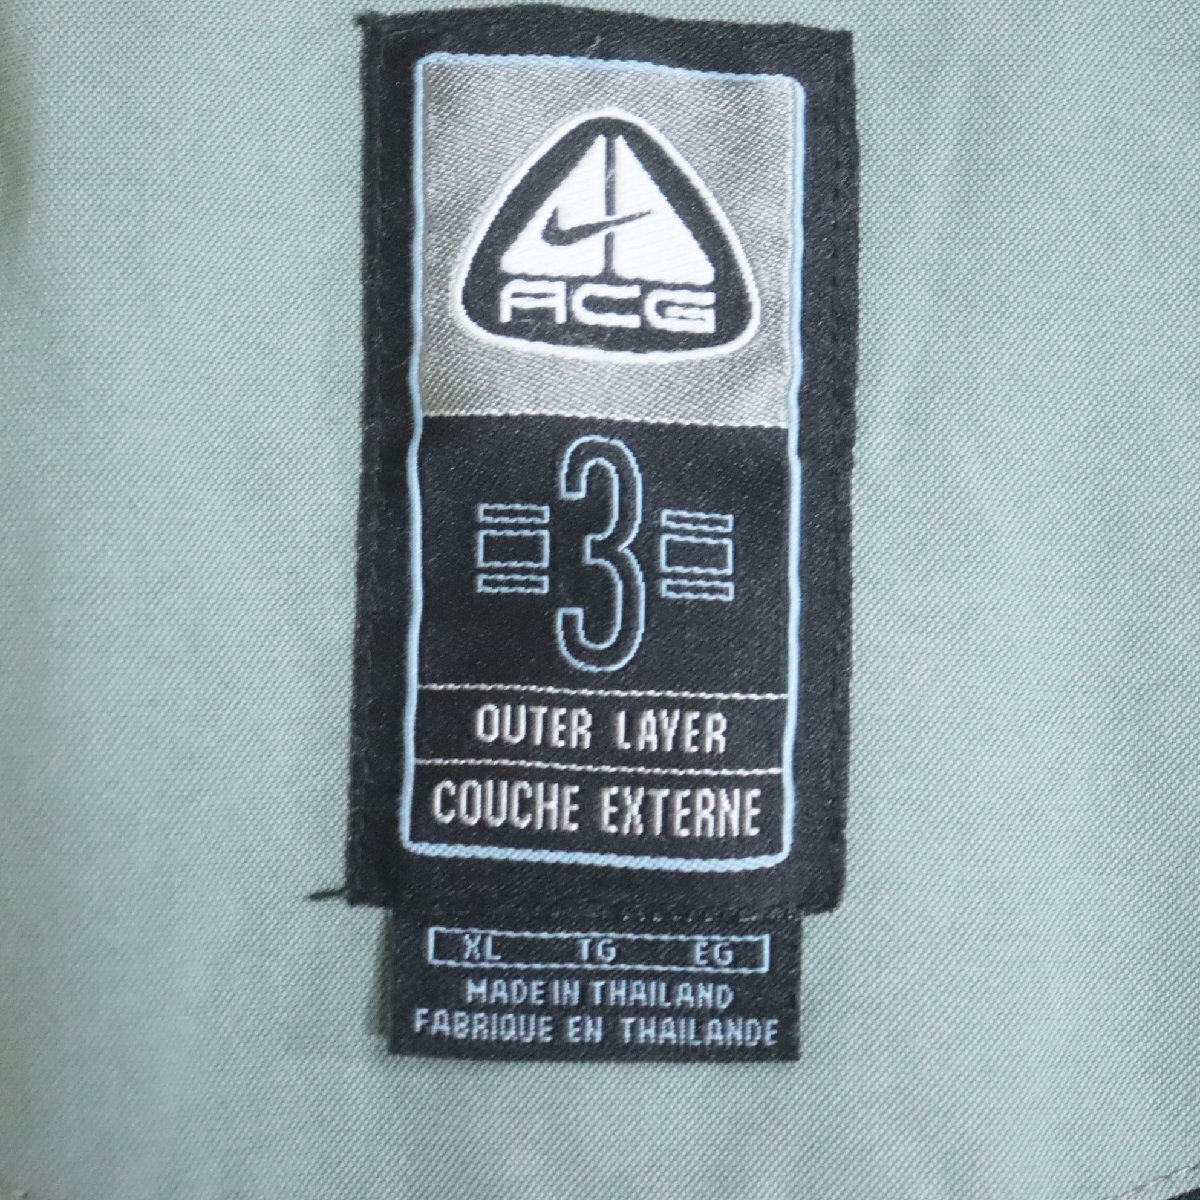 ACG
3
OUTER LAYER
COUCHE EXTERNE
XL TG EG
MADE IN THAILAND
FABRIQUE EN THAILANDE